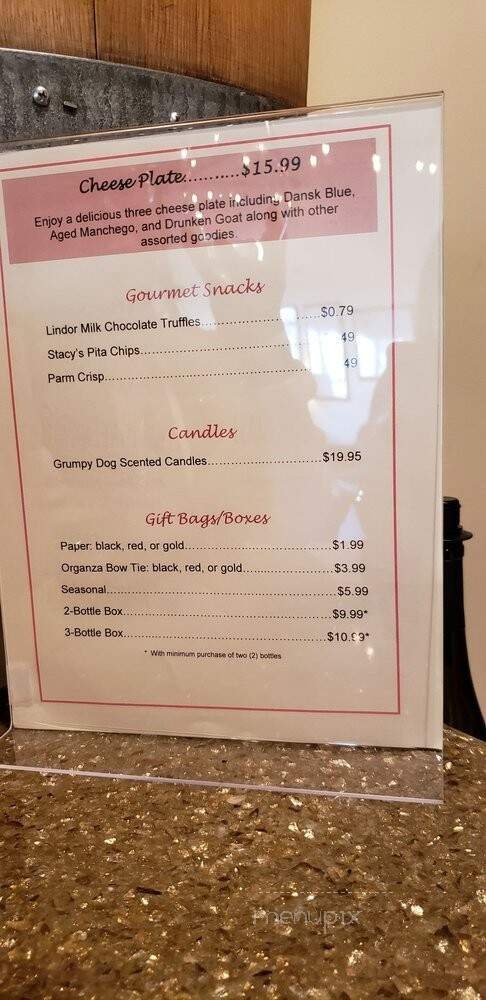 Cheese Plate..........$15.99
Enjoy a delicious three cheese plate including Dansk Blue,
Aged Manchego, and Drunken Goat along with other
assorted goodies.
Gourmet Snacks
Lindor Milk Chocolate Truffles..............................$0.79
Stacy's Pita Chips.............................................49
Parm Crisp.......................................................49
Candles
Grumpy Dog Scented Candles..............................$19.95
Gift Bags/Boxes
Paper: black, red, or gold.......................................$1.99
Organza Bow Tie: black, red, or gold........................$3.99
Seasonal............................................................$5.99
2-Bottle Box.......................................................$9.99*
3-Bottle Box......................................................$10.99*
* With minimum purchase of two (2) bottles
menupix